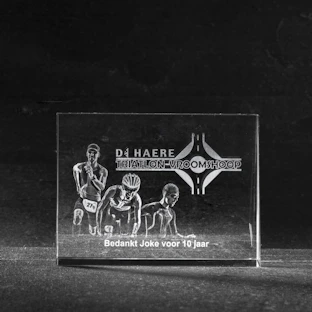 De HAERE
TRIATLON-VROOMSHOOP
Bedankt Joke voor 10 jaar